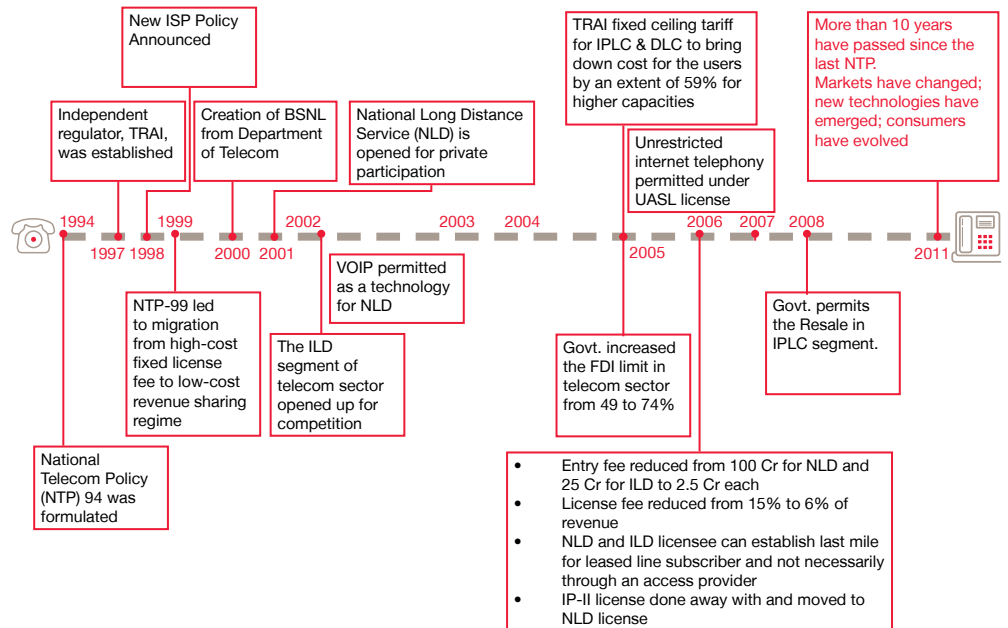 New ISP Policy
Announced
TRAI fixed ceiling tariff
for IPLC & DLC to bring
down cost for the users
by an extent of 59% for
higher capacities
More than 10 years
have passed since the
last NTP.
Markets have changed;
new technologies have
emerged; consumers
have evolved
Independent
regulator, TRAI,
was established
Creation of BSNL
from Department
of Telecom
National Long Distance
Service (NLD) is
opened for private
participation
Unrestricted
internet telephony
permitted under
UASL license
1994
1997
1998
1999
2000
2001
2002
2003
2004
2005
2006
2007
2008
2011
NTP-99 led
to migration
from high-cost
fixed license
fee to low-cost
revenue sharing
regime
VOIP permitted
as a technology
for NLD
The ILD
segment of
telecom sector
opened up for
competition
Govt. increased
the FDI limit in
telecom sector
from 49 to 74%
Govt. permits
the Resale in
IPLC segment.
National
Telecom Policy
(NTP) 94 was
formulated
• Entry fee reduced from 100 Cr for NLD and
25 Cr for ILD to 2.5 Cr each
• License fee reduced from 15% to 6% of
revenue
• NLD and ILD licensee can establish last mile
for leased line subscriber and not necessarily
through an access provider
• IP-II license done away with and moved to
NLD license